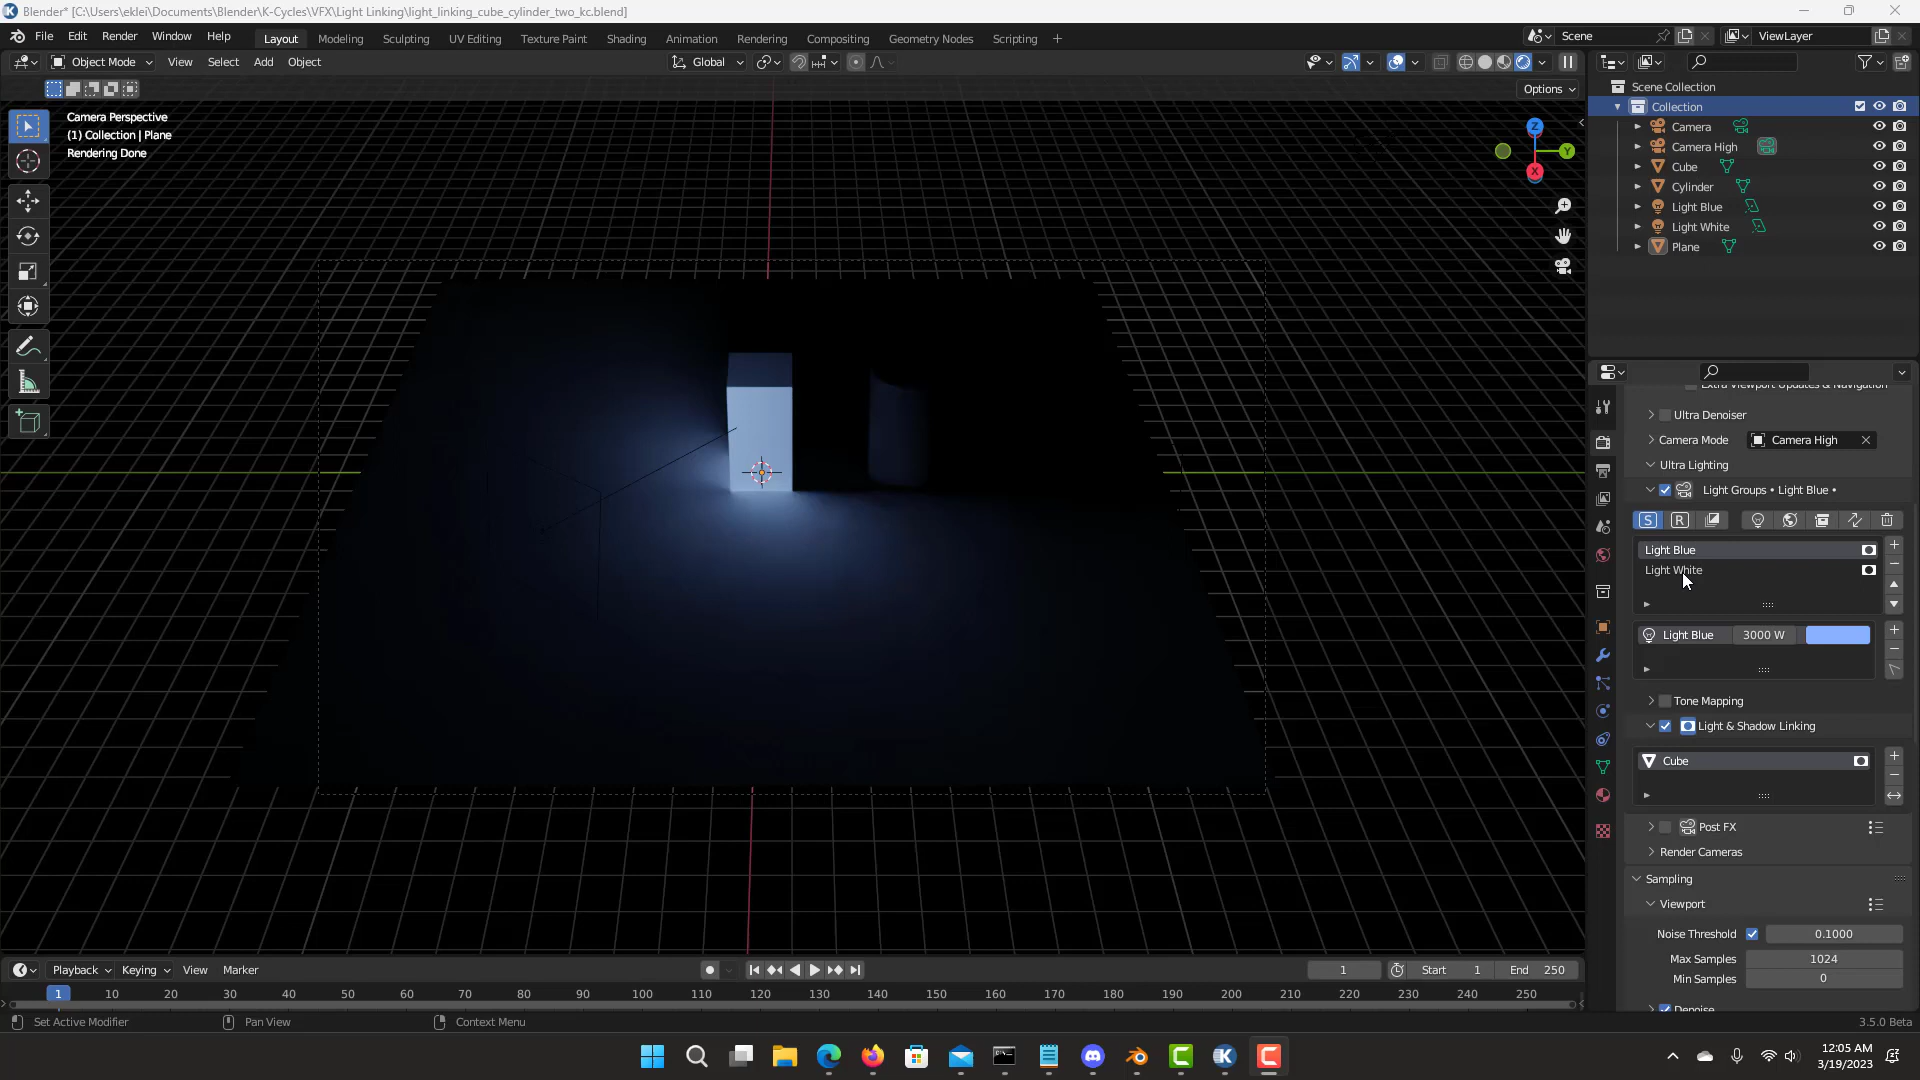 Blender* [C:\Users\eklei\Documents\Blender\K-Cycles\VFX\Light Linking\light_linking_cube_cylinder_two_kc.blend]
File Edit Render Window Help Layout Modeling Sculpting UV Editing Texture Paint Shading Animation Rendering Compositing Geometry Nodes Scripting + Scene ViewLayer
Object Mode View Select Add Object Global
Options
Camera Perspective
(1) Collection | Plane
Rendering Done
Z
Y
X
Scene Collection
Collection
Camera
Camera High
Cube
Cylinder
Light Blue
Light White
Plane
Extra Viewport Updates & Navigation
Ultra Denoiser
Camera Mode Camera High
Ultra Lighting
Light Groups • Light Blue •
S R
Light Blue
Light White
Light Blue 3000 W
Tone Mapping
Light & Shadow Linking
Cube
Post FX
Render Cameras
Sampling
Viewport
Noise Threshold 0.1000
Max Samples 1024
Min Samples 0
Denoise
Playback Keying View Marker 1 Start 1 End 250
1 10 20 30 40 50 60 70 80 90 100 110 120 130 140 150 160 170 180 190 200 210 220 230 240 250
Set Active Modifier Pan View Context Menu 3.5.0 Beta
12:05 AM
3/19/2023